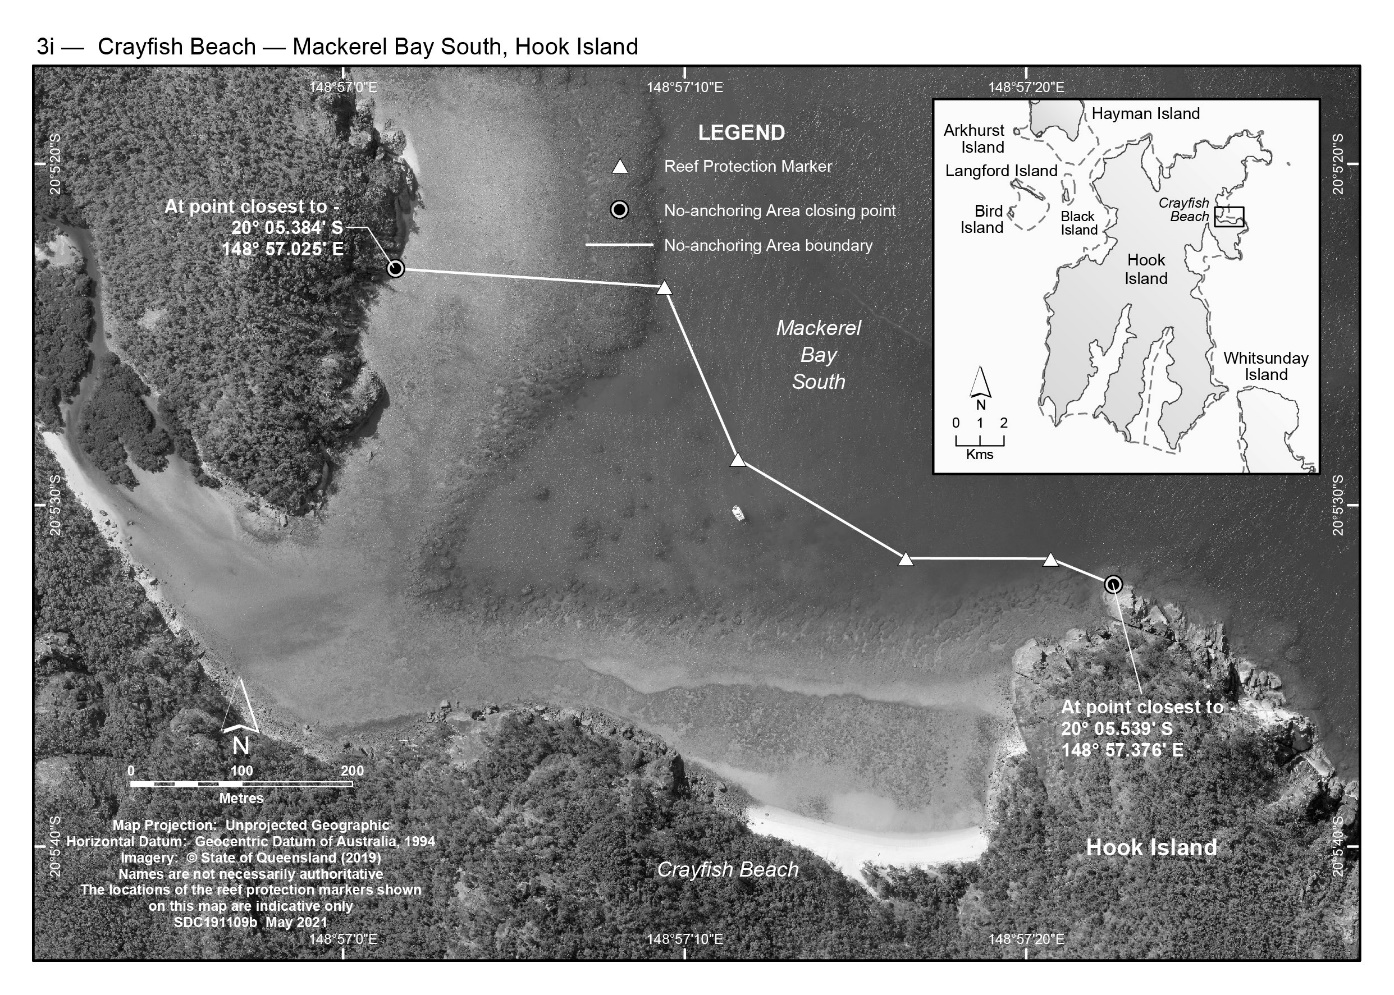 3i — Crayfish Beach — Mackerel Bay South, Hook Island
148°57'0"E
148°57'10"E
148°57'20"E
20°5'20"S
20°5'20"S
LEGEND
Reef Protection Marker
No-anchoring Area closing point
No-anchoring Area boundary
At point closest to -
20° 05.384' S
148° 57.025' E
Mackerel
Bay
South
Hayman Island
Arkhurst
Island
Langford Island
Bird
Island
Black
Island
Crayfish
Beach
Hook
Island
Whitsunday
Island
N
0 1 2
Kms
20°5'30"S
20°5'30"S
At point closest to -
20° 05.539' S
148° 57.376' E
N
0 100 200
Metres
Map Projection: Unprojected Geographic
Horizontal Datum: Geocentric Datum of Australia, 1994
Imagery: © State of Queensland (2019)
Names are not necessarily authoritative
The locations of the reef protection markers shown
on this map are indicative only
SDC191109b May 2021
Crayfish Beach
Hook Island
20°5'40"S
20°5'40"S
148°57'0"E
148°57'10"E
148°57'20"E